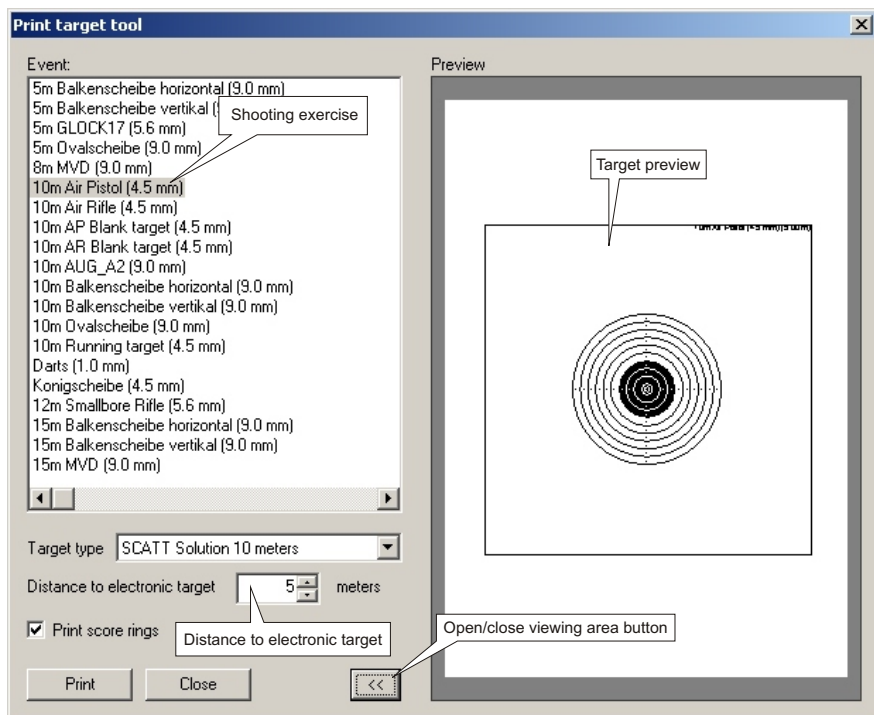 Print target tool
Event:
5m Balkenscheibe horizontal (9.0 mm)
5m Balkenscheibe vertikal (
5m GLOCK17 (5.6 mm)
5m Ovalscheibe (9.0 mm)
8m MVD (9.0 mm)
10m Air Pistol (4.5 mm)
10m Air Rifle (4.5 mm)
10m AP Blank target (4.5 mm)
10m AR Blank target (4.5 mm)
10m AUG_A2 (9.0 mm)
10m Balkenscheibe horizontal (9.0 mm)
10m Balkenscheibe vertikal (9.0 mm)
10m Ovalscheibe (9.0 mm)
10m Running target (4.5 mm)
Darts (1.0 mm)
Konigscheibe (4.5 mm)
12m Smallbore Rifle (5.6 mm)
15m Balkenscheibe horizontal (9.0 mm)
15m Balkenscheibe vertikal (9.0 mm)
15m MVD (9.0 mm)
Shooting exercise
Target type SCATT Solution 10 meters
Distance to electronic target 5 meters
Print score rings
Distance to electronic target
Print Close <<
Preview
Target preview
Open/close viewing area button